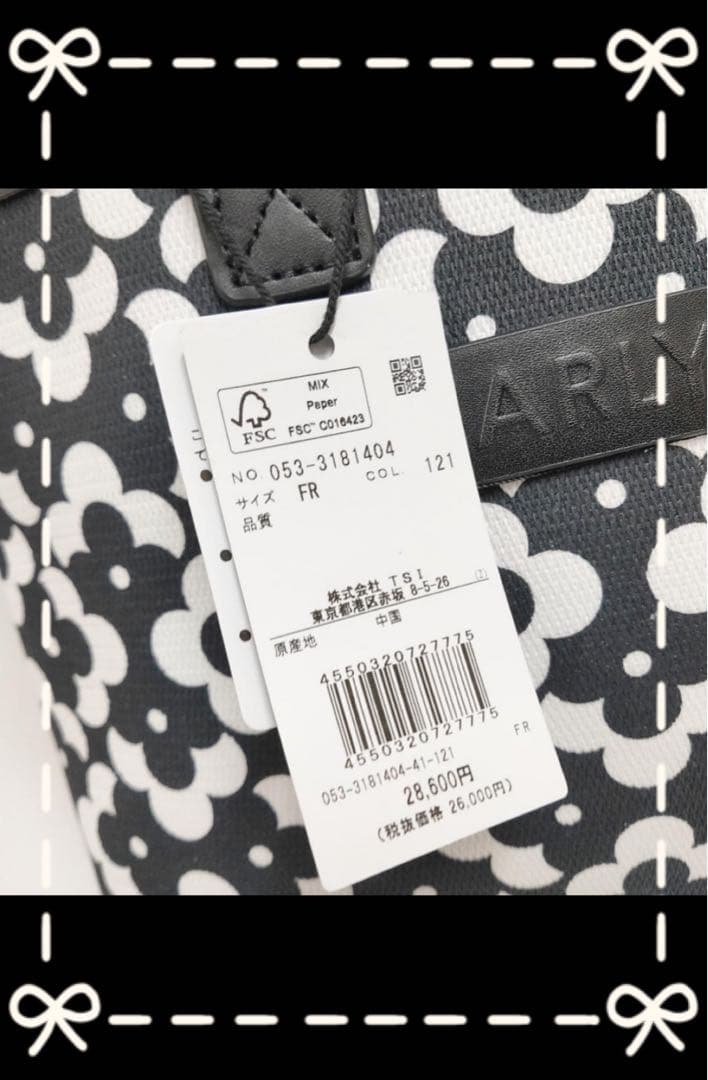 MIX
Paper
FSC
FSC™ C016423
NO. 053-3181404
COL. 121
サイズ FR
品質
株式会社 TSI
東京都港区赤坂 8-5-26
(2)
原産地 中国
4550320727775
4550320727775
FR
053-3181404-41-121
28,600円
(税抜価格 26,000円)
ARLY